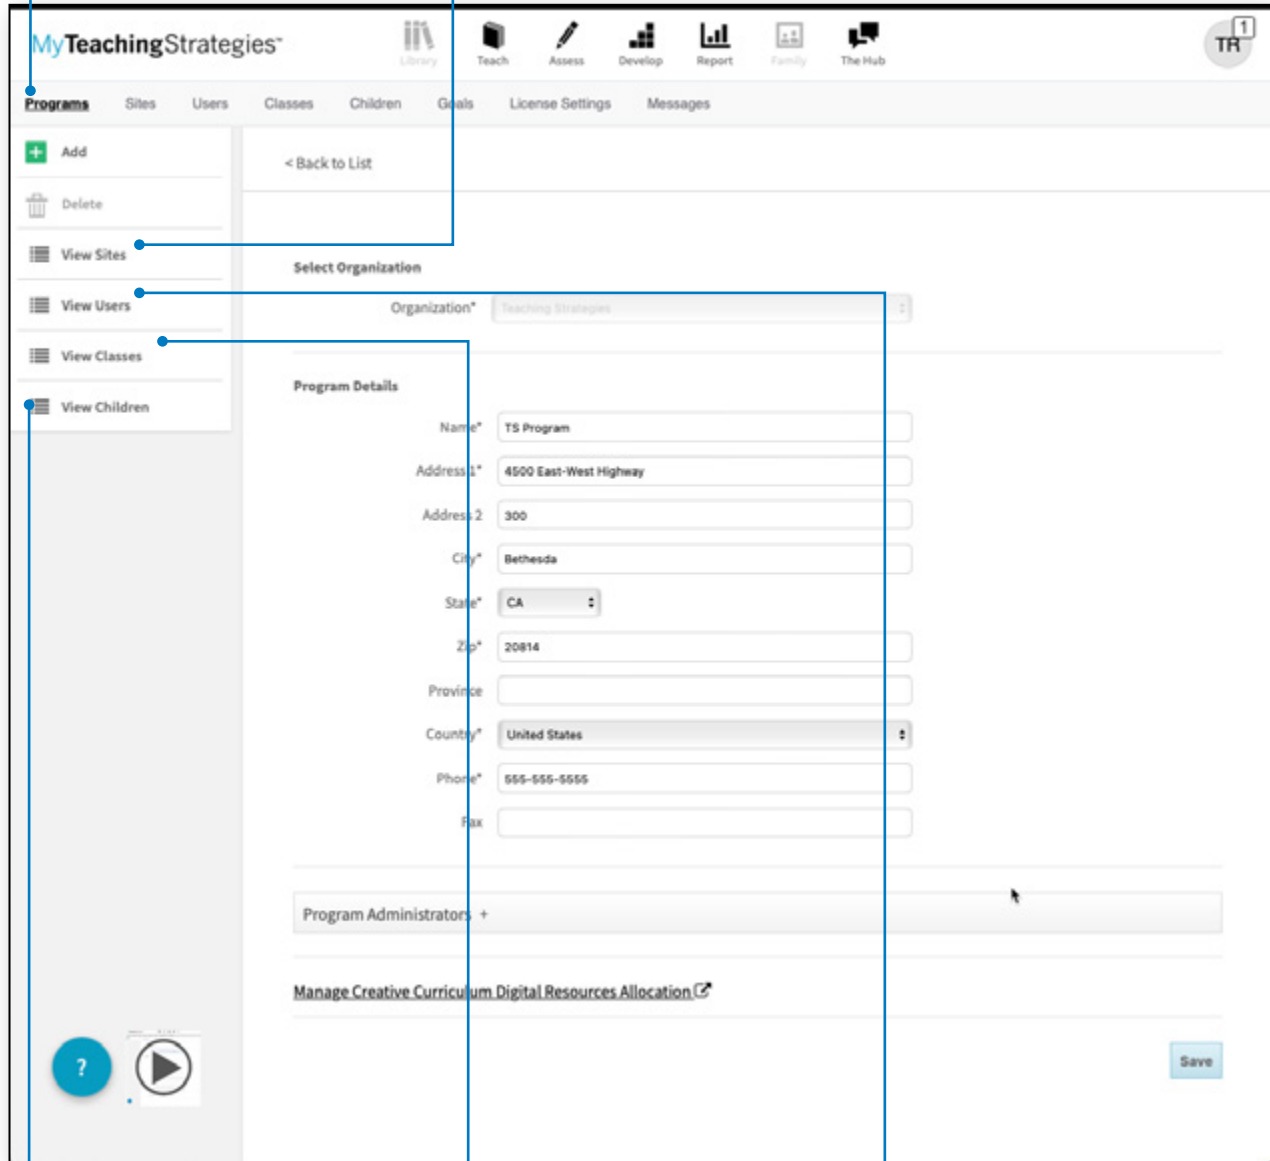 MyTeachingStrategies™
Library Teach Assess Develop Report Family The Hub
TR 1
Programs Sites Users Classes Children Goals License Settings Messages
Add
< Back to List
Delete
View Sites
Select Organization
View Users
Organization* Teaching Strategies
View Classes
Program Details
View Children
Name* TS Program
Address 1* 4500 East-West Highway
Address 2 300
City* Bethesda
State* CA
Zip* 20814
Province
Country* United States
Phone* 555-555-5555
Fax
Program Administrators +
Manage Creative Curriculum Digital Resources Allocation
?
Save